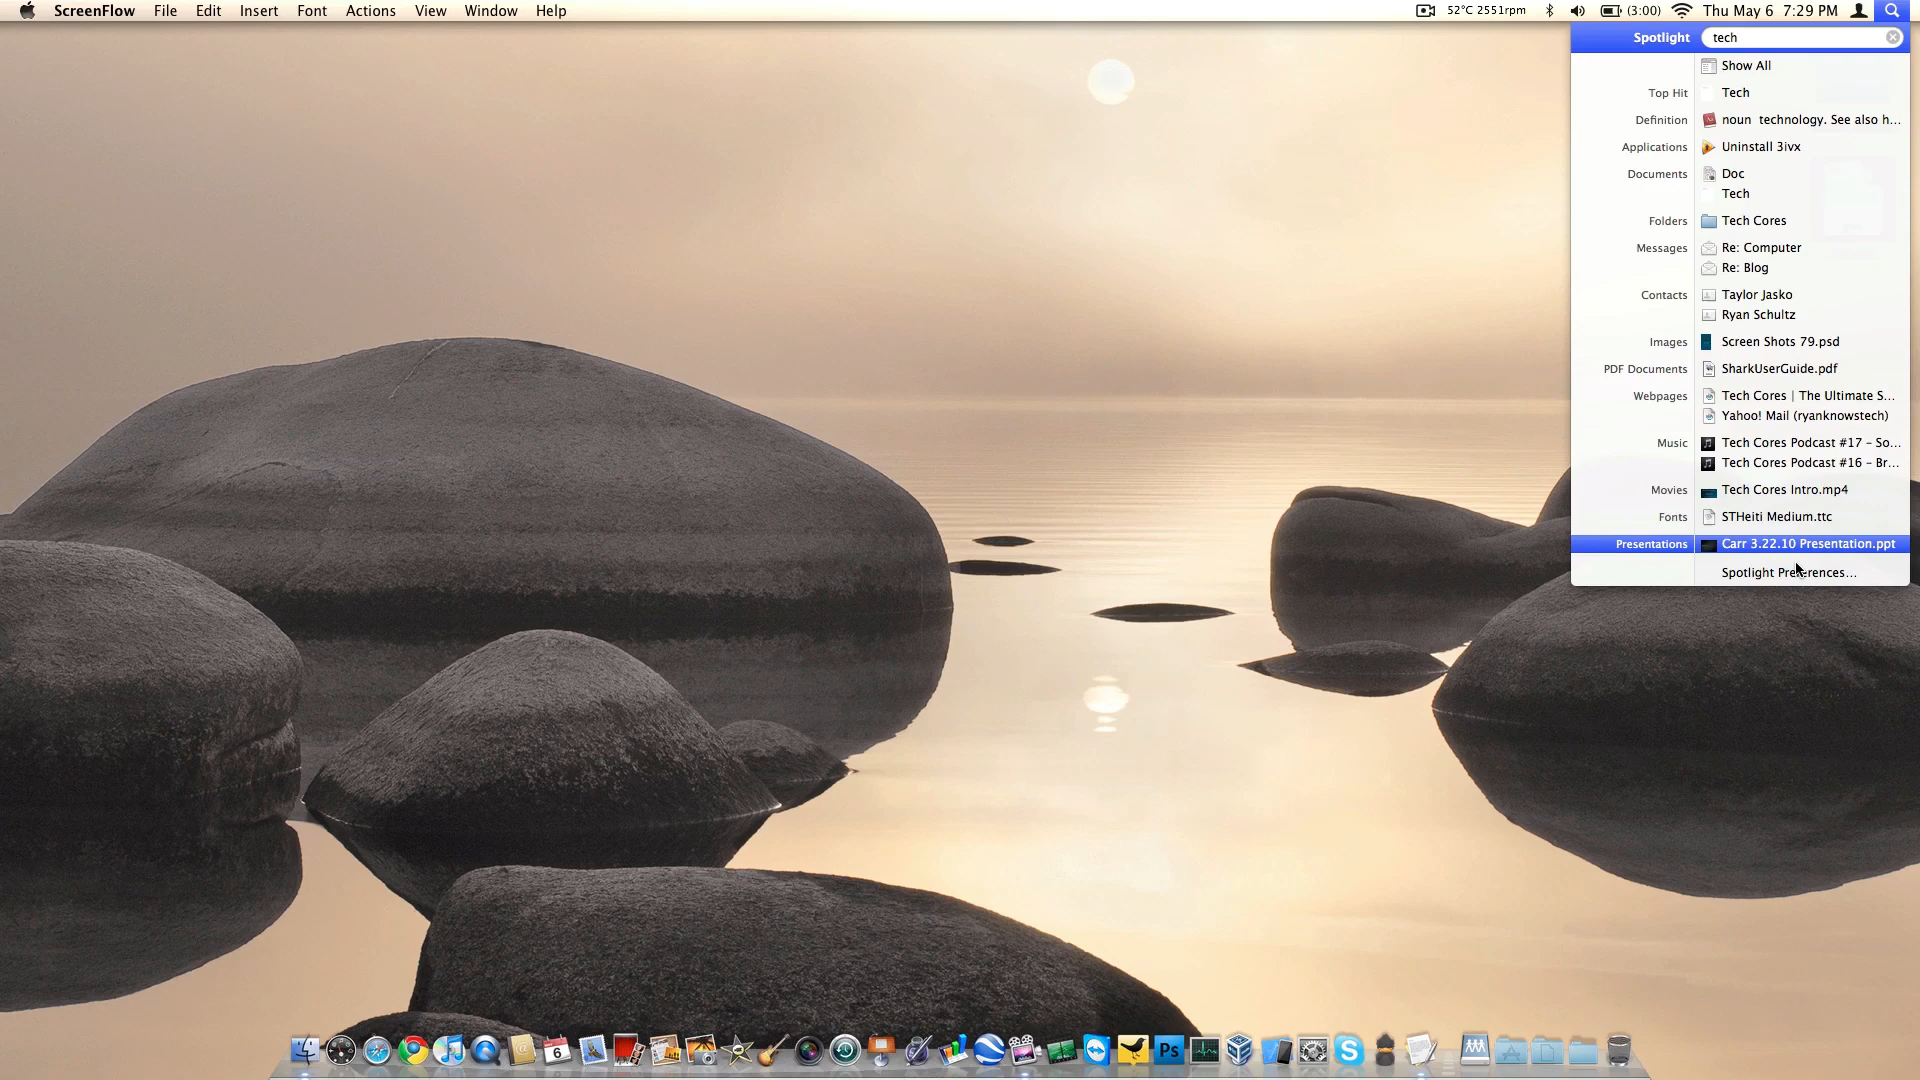 ScreenFlow File Edit Insert Font Actions View Window Help 52°C 2551rpm (3:00) Thu May 6 7:29 PM
Spotlight tech
Show All
Top Hit Tech
Definition noun technology. See also h...
Applications Uninstall 3ivx
Documents Doc
Tech
Folders Tech Cores
Messages Re: Computer
Re: Blog
Contacts Taylor Jasko
Ryan Schultz
Images Screen Shots 79.psd
PDF Documents SharkUserGuide.pdf
Webpages Tech Cores | The Ultimate S...
Yahoo! Mail (ryanknowstech)
Music Tech Cores Podcast #17 – So...
Tech Cores Podcast #16 – Br...
Movies Tech Cores Intro.mp4
Fonts STHeiti Medium.ttc
Presentations Carr 3.22.10 Presentation.ppt
Spotlight Preferences...
6
Ps